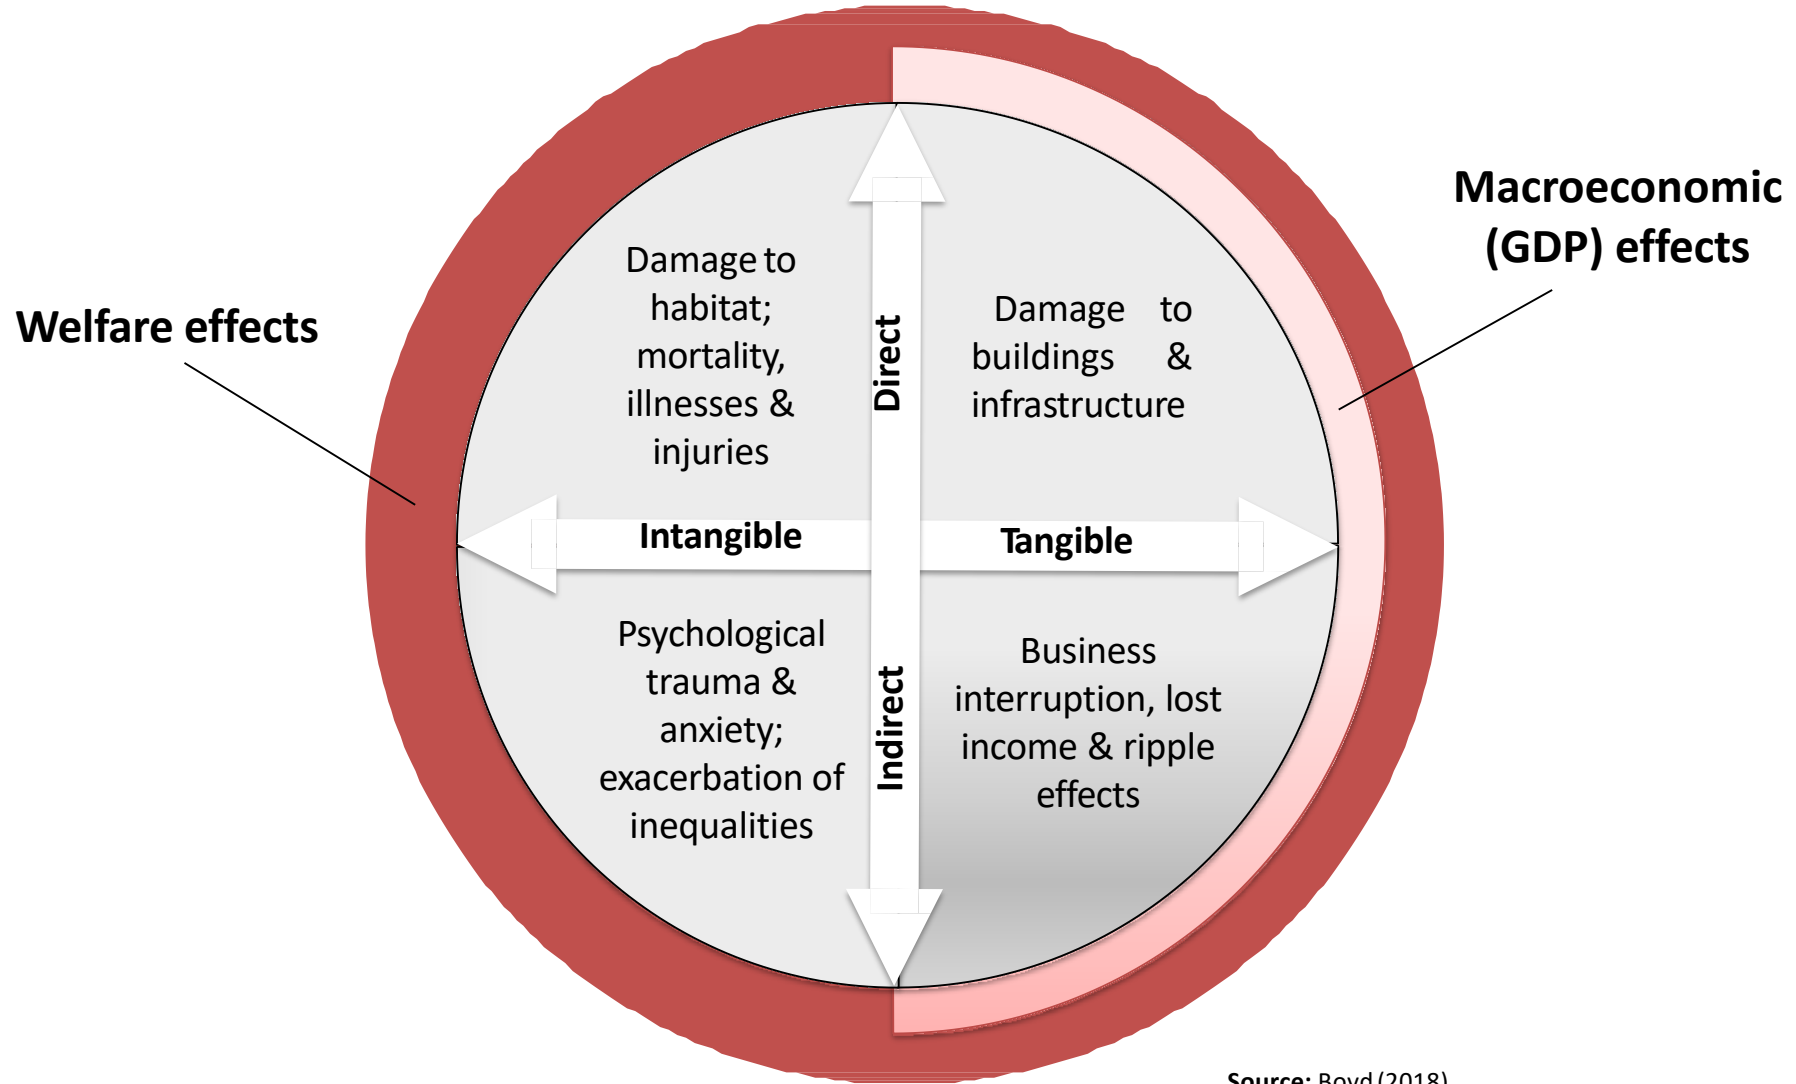 Macroeconomic
(GDP) effects
Welfare effects
Damage to
habitat;
mortality,
illnesses &
injuries
Direct
Damage to
buildings &
infrastructure
Intangible
Tangible
Psychological
trauma &
anxiety;
exacerbation of
inequalities
Indirect
Business
interruption, lost
income & ripple
effects
Source: Boyd (2018)